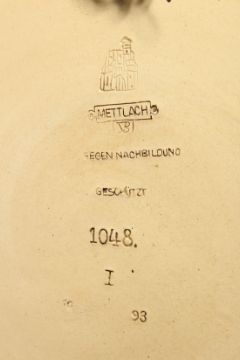 METTLACH
VB
GEGEN NACHBILDUNG
GESCHÜTZT
1048.
I
93